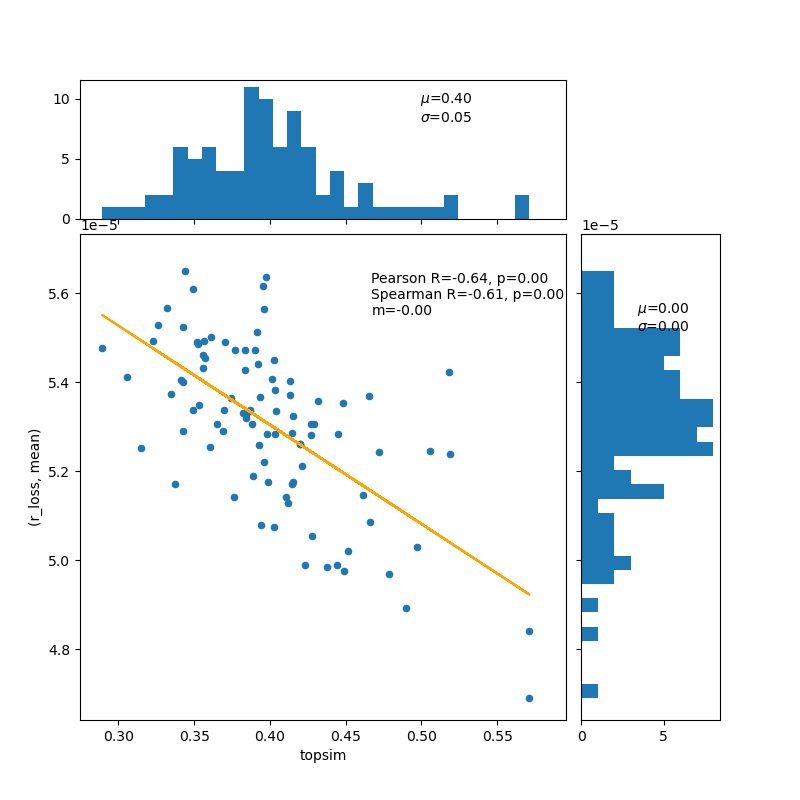 10
5
0
μ=0.40
σ=0.05
1e−5
1e−5
5.6
5.4
5.2
5.0
4.8
(r_loss, mean)
Pearson R=-0.64, p=0.00
Spearman R=-0.61, p=0.00
m=-0.00
μ=0.00
σ=0.00
0.30 0.35 0.40 0.45 0.50 0.55
topsim
0 5